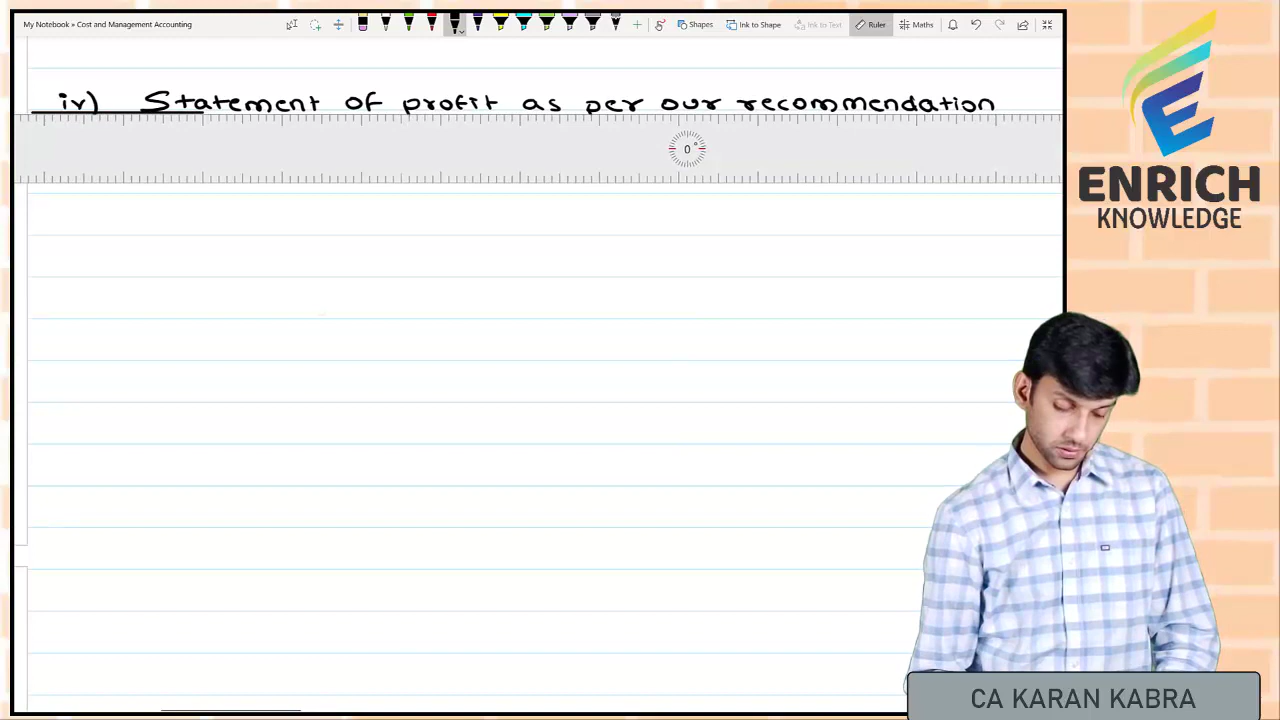 My Notebook » Cost and Management Accounting
Shapes
Ink to Shape
Ink to Text
Ruler
Maths
iv) Statement of profit as per our recommendation
0°
ENRICH
KNOWLEDGE
CA KARAN KABRA